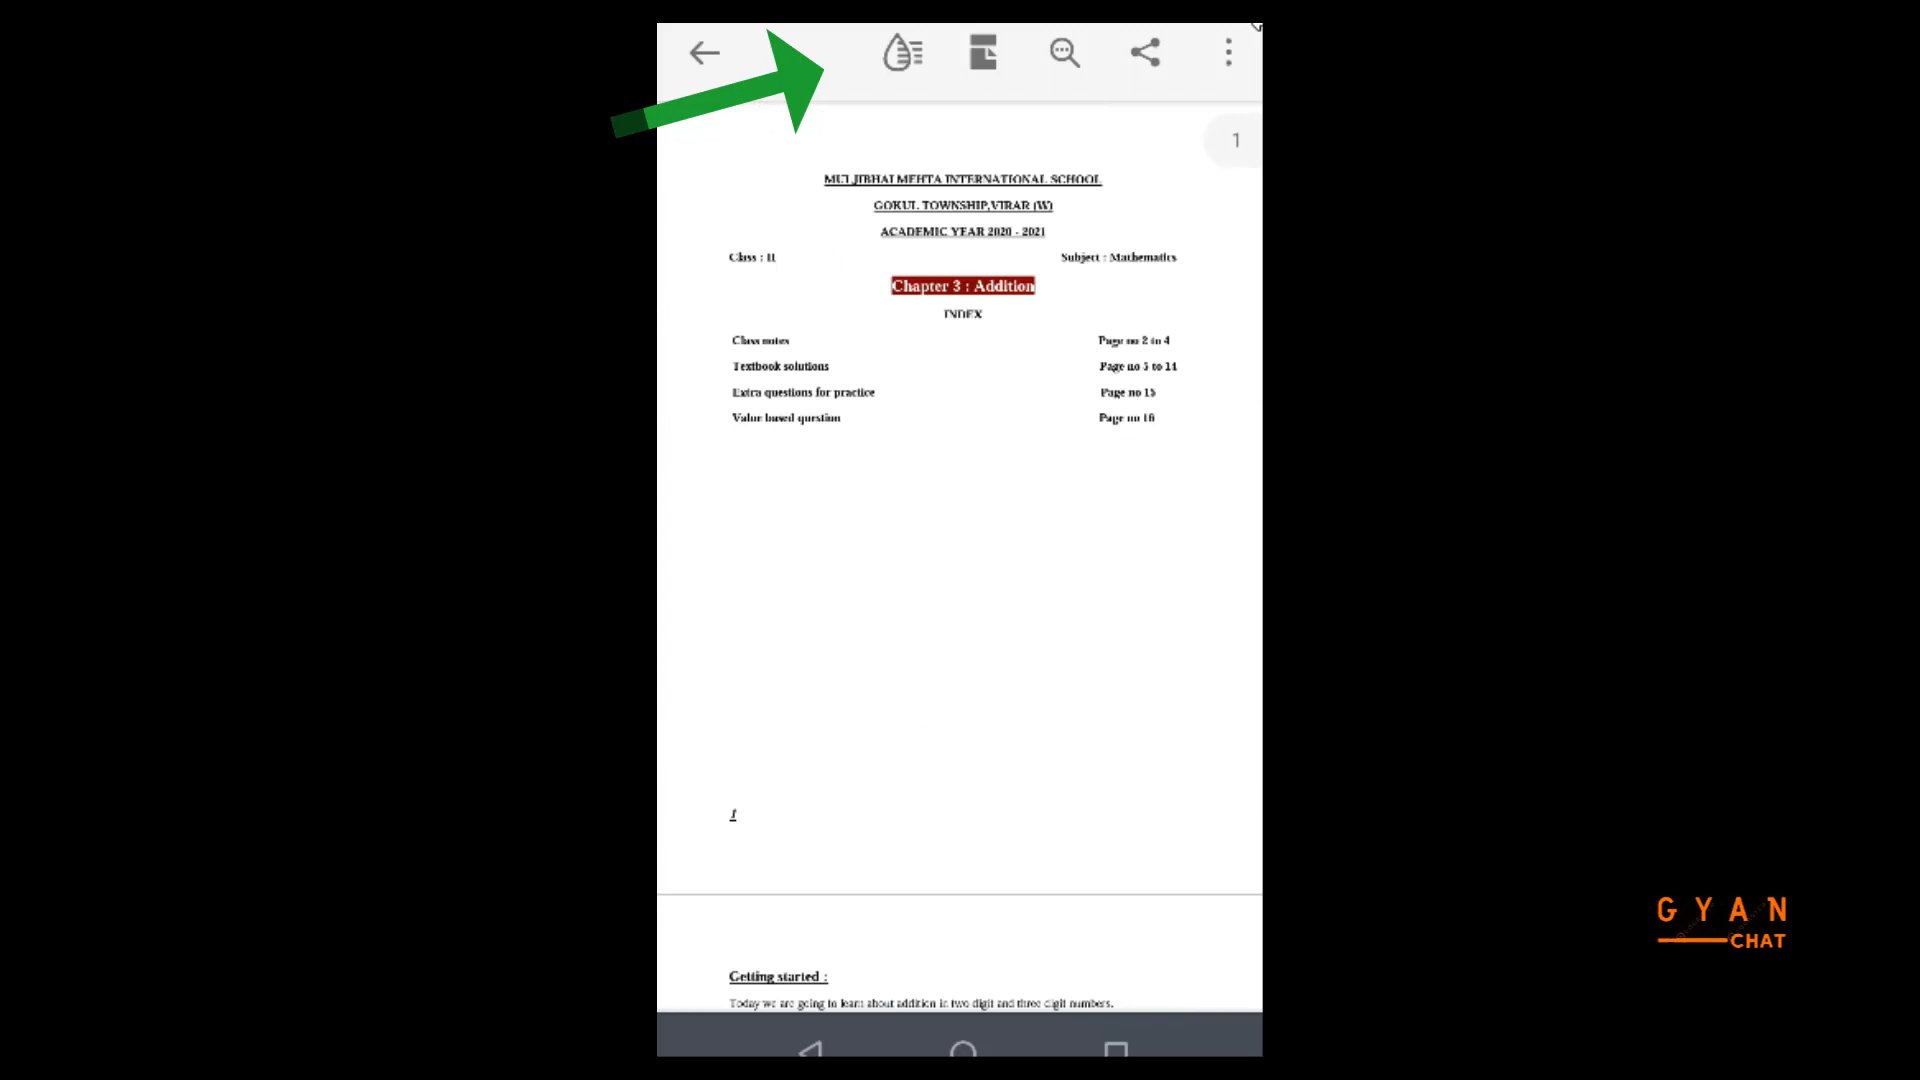 1
MULJIBHAI MEHTA INTERNATIONAL SCHOOL
GOKUL TOWNSHIP,VIRAR (W)
ACADEMIC YEAR 2020 - 2021
Class : II Subject : Mathematics
Chapter 3 : Addition
INDEX
Class notes Page no 2 to 4
Textbook solutions Page no 5 to 14
Extra questions for practice Page no 15
Value based question Page no 16
1
Getting started :
Today we are going to learn about addition in two digit and three digit numbers.
GYAN
CHAT